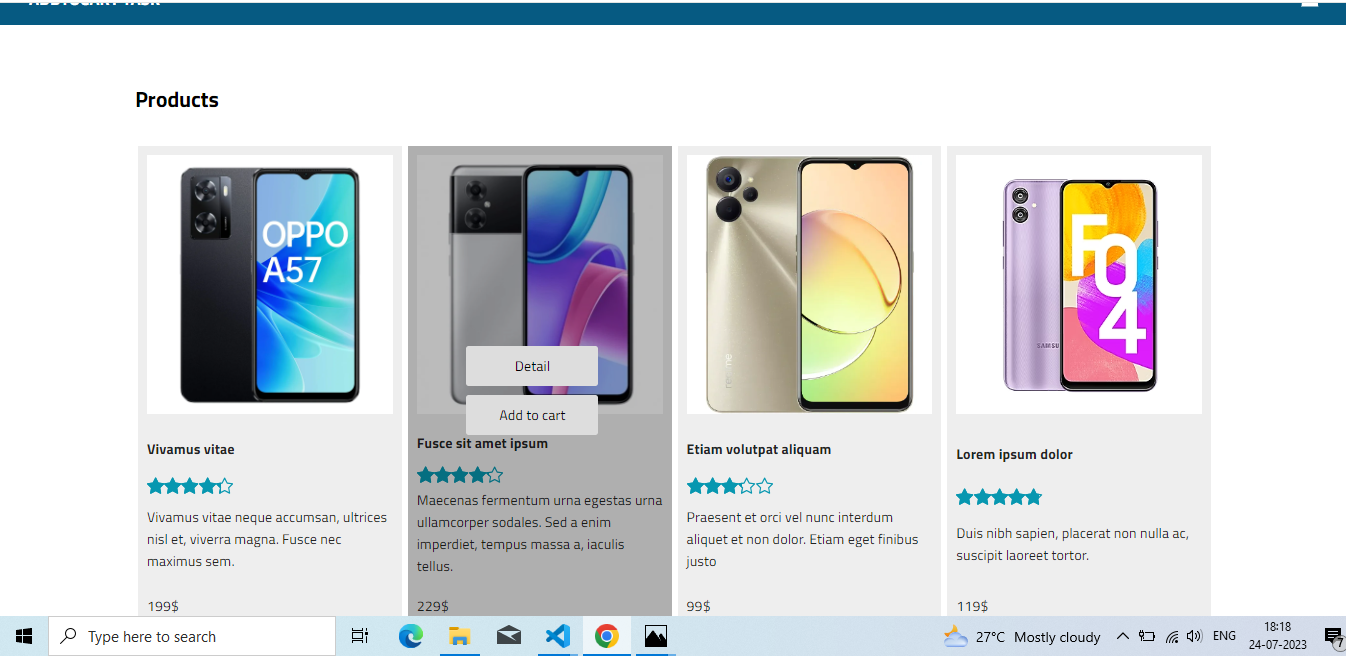 Products
OPPO
A57
Detail
Add to cart
realme
F04
SAMSU
Vivamus vitae
Vivamus vitae neque accumsan, ultrices
nisl et, viverra magna. Fusce nec
maximus sem.
199$
Fusce sit amet ipsum
Maecenas fermentum urna egestas urna
ullamcorper sodales. Sed a enim
imperdiet, tempus massa a, iaculis
tellus.
229$
Etiam volutpat aliquam
Praesent et orci vel nunc interdum
aliquet et non dolor. Etiam eget finibus
justo
99$
Lorem ipsum dolor
Duis nibh sapien, placerat non nulla ac,
suscipit laoreet tortor.
119$
Type here to search
27°C Mostly cloudy
ENG
18:18
24-07-2023
7